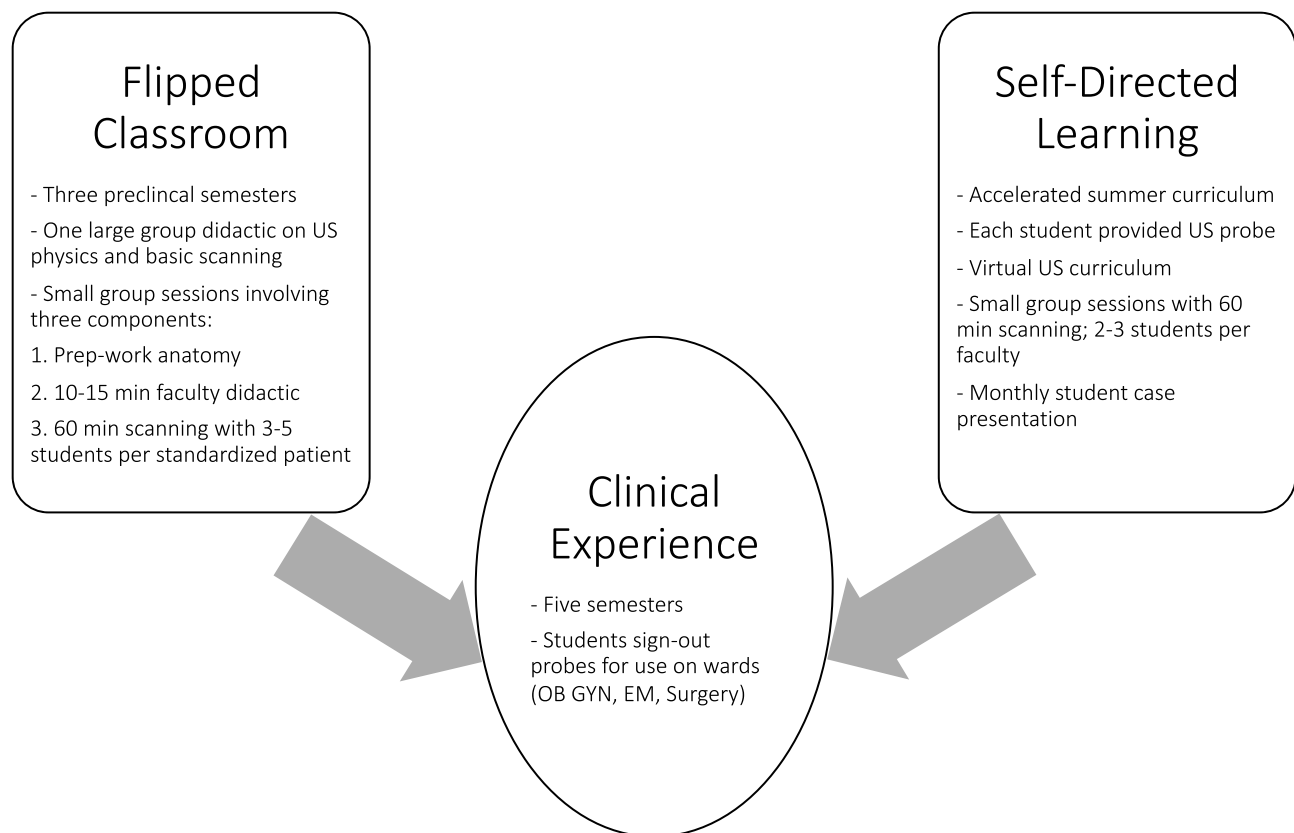 Flipped
Classroom
- Three preclincal semesters
- One large group didactic on US
physics and basic scanning
- Small group sessions involving
three components:
1. Prep-work anatomy
2. 10-15 min faculty didactic
3. 60 min scanning with 3-5
students per standardized patient
Self-Directed
Learning
- Accelerated summer curriculum
- Each student provided US probe
- Virtual US curriculum
- Small group sessions with 60
min scanning; 2-3 students per
faculty
- Monthly student case
presentation
Clinical
Experience
- Five semesters
- Students sign-out
probes for use on wards
(OB GYN, EM, Surgery)